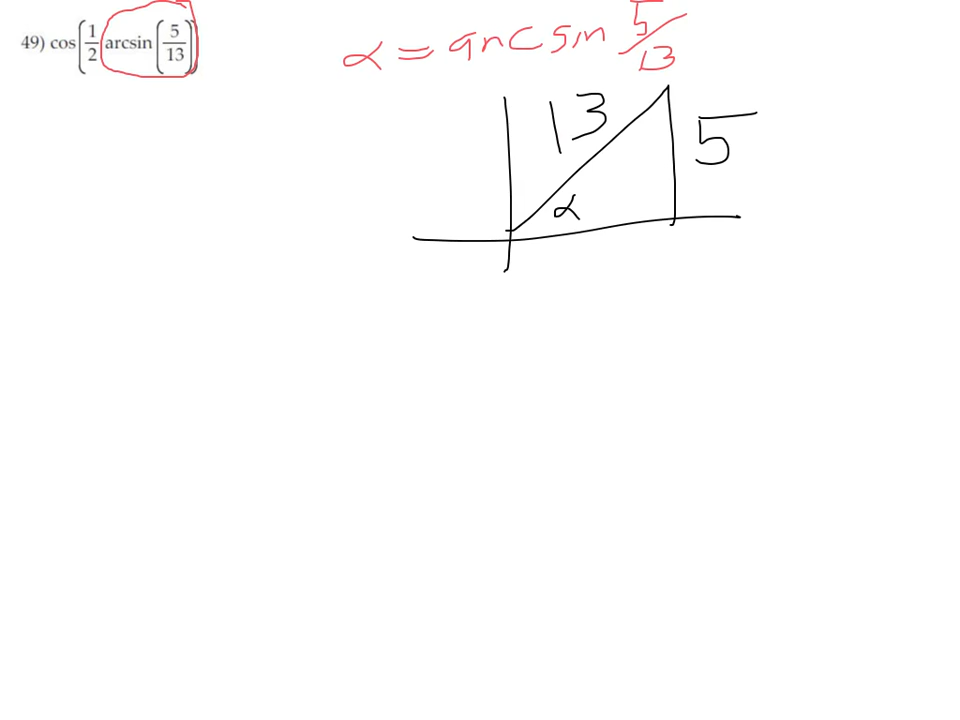 49) cos(1/2 arcsin(5/13))
α = arcsin 5/13
13
5
α